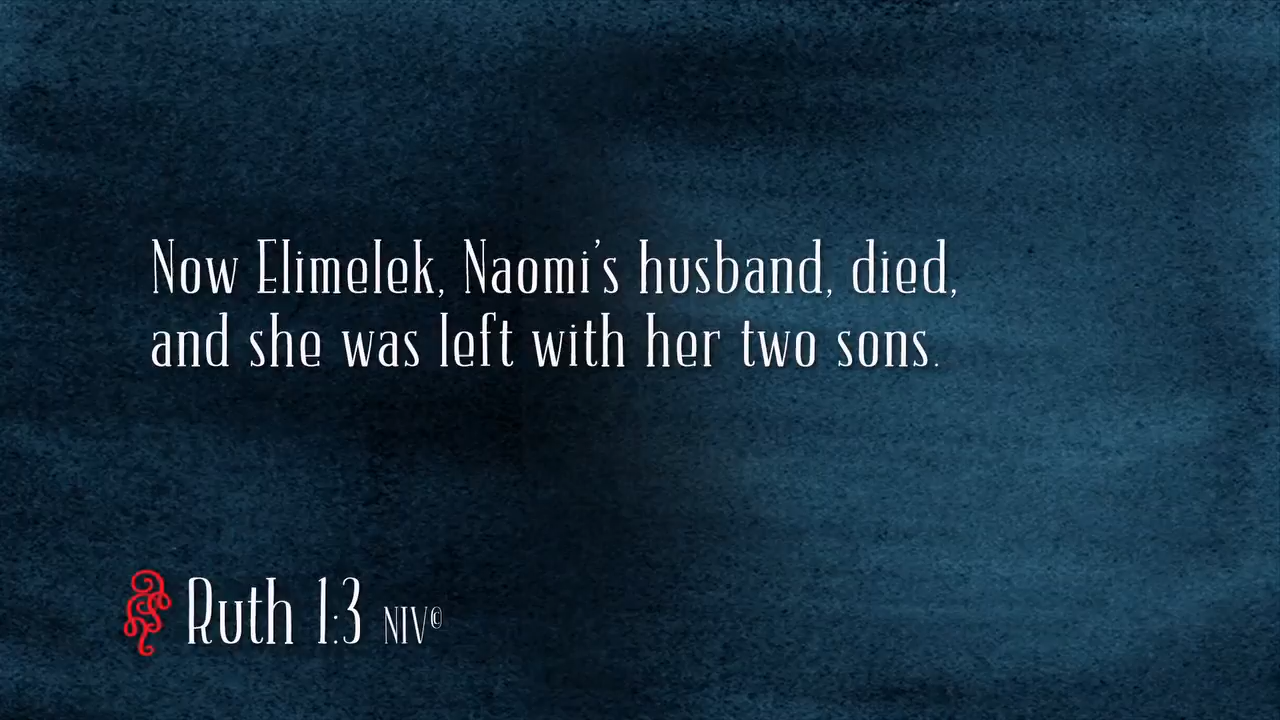 Now Elimelek, Naomi's husband, died,
and she was left with her two sons.
Ruth 1:3 NIV©